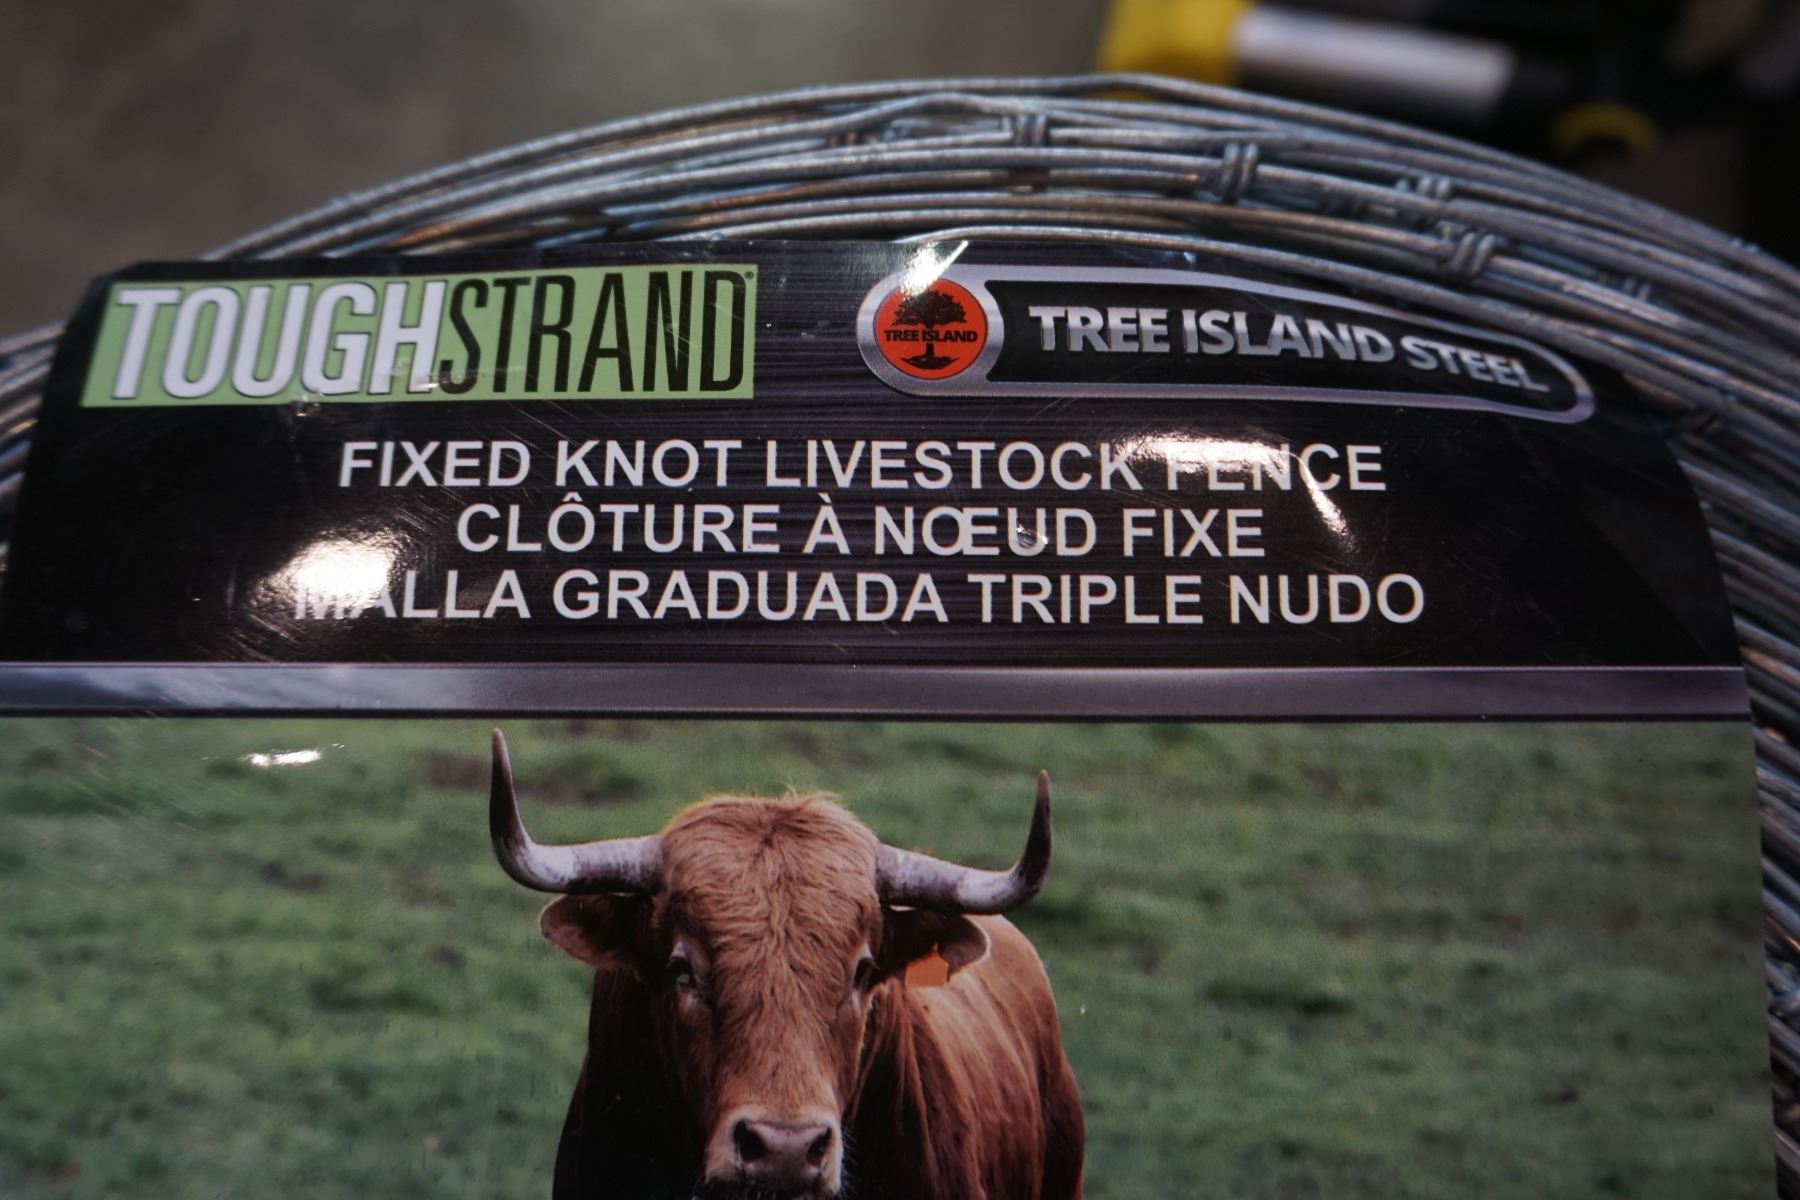 TOUGHSTRAND®
TREE ISLAND
TREE ISLAND STEEL
FIXED KNOT LIVESTOCK FENCE
CLÔTURE À NŒUD FIXE
MALLA GRADUADA TRIPLE NUDO